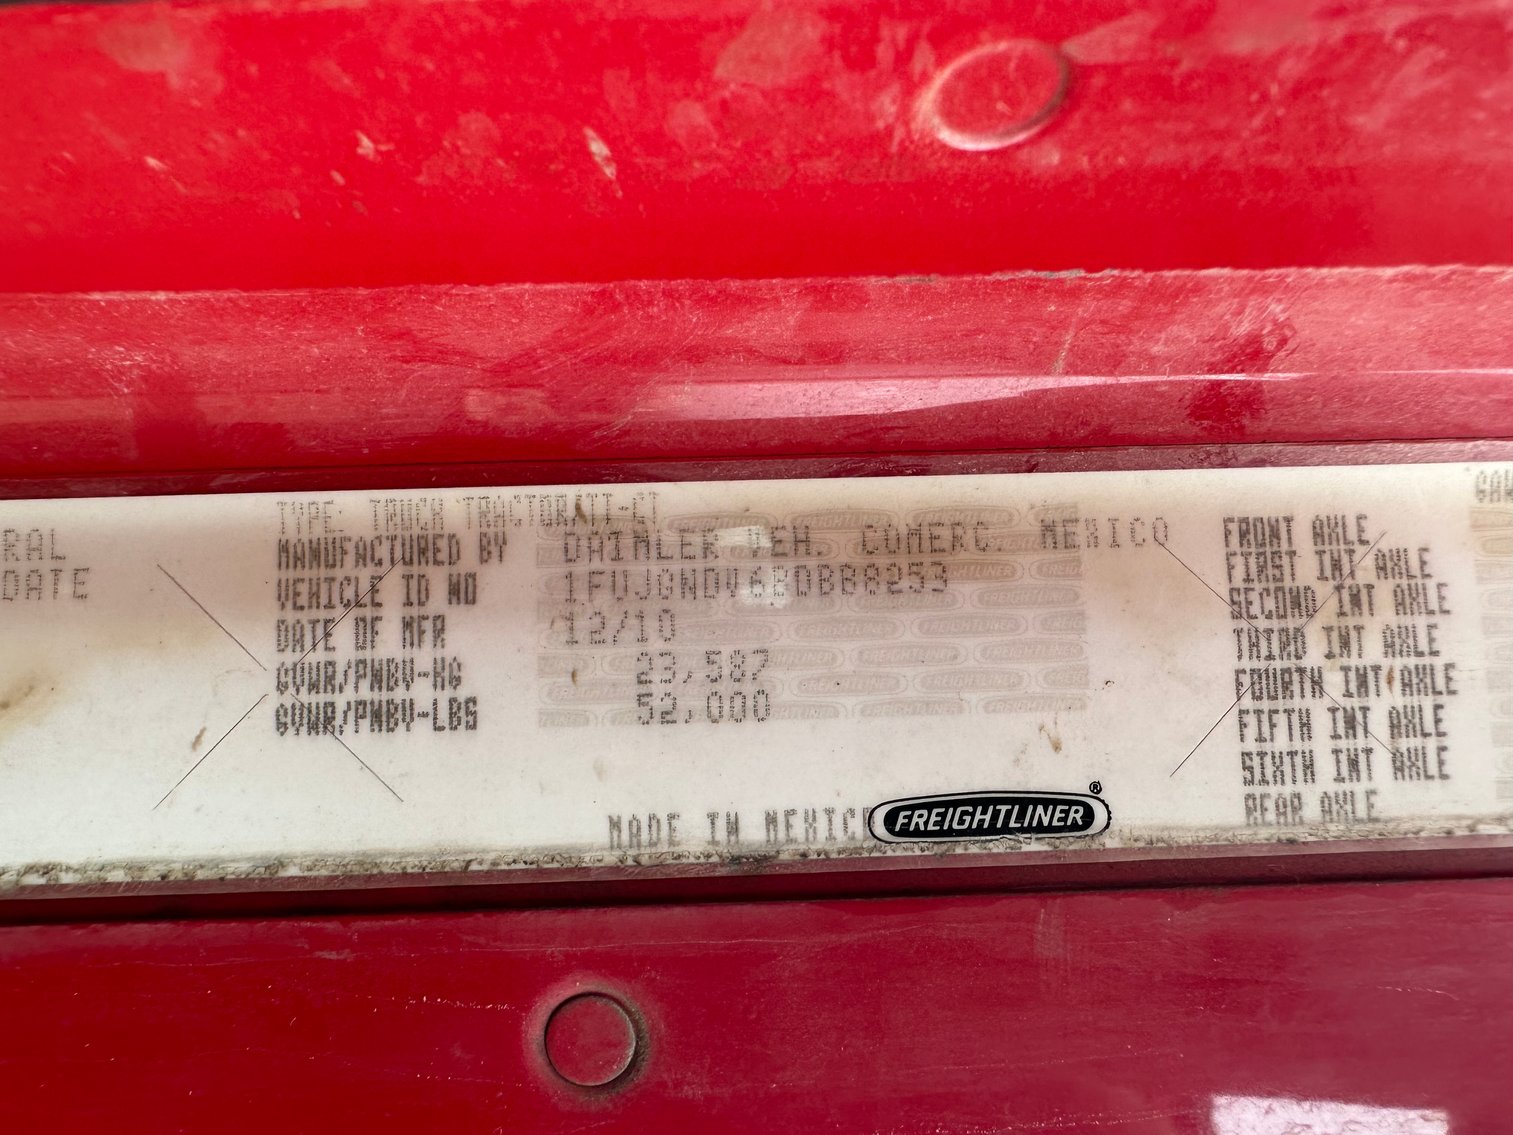 TYPE: TRUCK TRACTOR
MANUFACTURED BY DAIMLER VEH. COMERC. MEXICO
VEHICLE ID NO 1FUJGNDV6BDBB8253
DATE OF MFR 12/10
GVWR/PNBV-KG 23,587
GVWR/PNBV-LBS 52,000
MADE IN MEXICO
FREIGHTLINER®
RAL
DATE
FRONT AXLE
FIRST INT AXLE
SECOND INT AXLE
THIRD INT AXLE
FOURTH INT AXLE
FIFTH INT AXLE
SIXTH INT AXLE
REAR AXLE